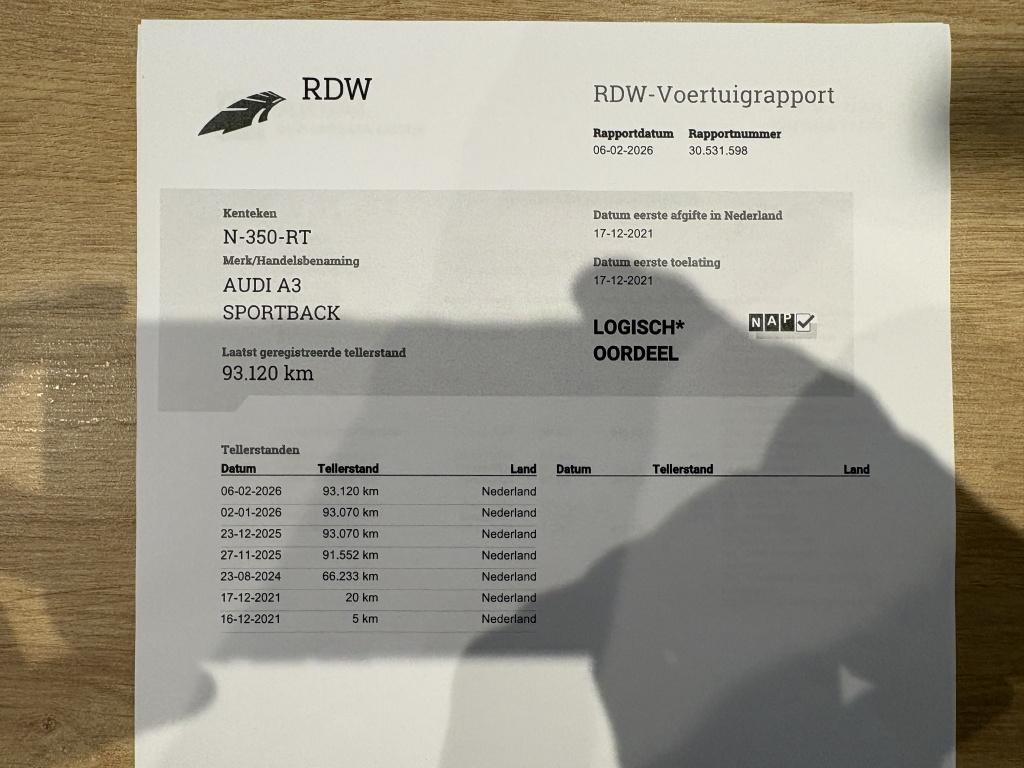 RDW
RDW-Voertuigrapport
Rapportdatum Rapportnummer
06-02-2026 30.531.598
Kenteken
N-350-RT
Merk/Handelsbenaming
AUDI A3
SPORTBACK
Laatst geregistreerde tellerstand
93.120 km
Datum eerste afgifte in Nederland
17-12-2021
Datum eerste toelating
17-12-2021
LOGISCH*
OORDEEL
NAP
Tellerstanden
Datum Tellerstand Land Datum Tellerstand Land
06-02-2026 93.120 km Nederland
02-01-2026 93.070 km Nederland
23-12-2025 93.070 km Nederland
27-11-2025 91.552 km Nederland
23-08-2024 66.233 km Nederland
17-12-2021 20 km Nederland
16-12-2021 5 km Nederland